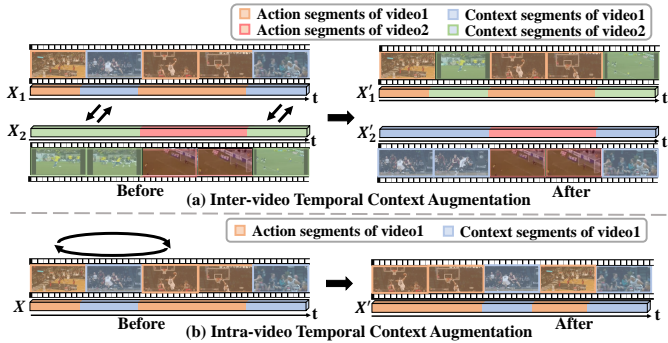 Action segments of video1 Context segments of video1
Action segments of video2 Context segments of video2
X₁ t X′₁ t
X₂ t X′₂ t
Before After
(a) Inter-video Temporal Context Augmentation
Action segments of video1 Context segments of video1
X t X′ t
Before After
(b) Intra-video Temporal Context Augmentation